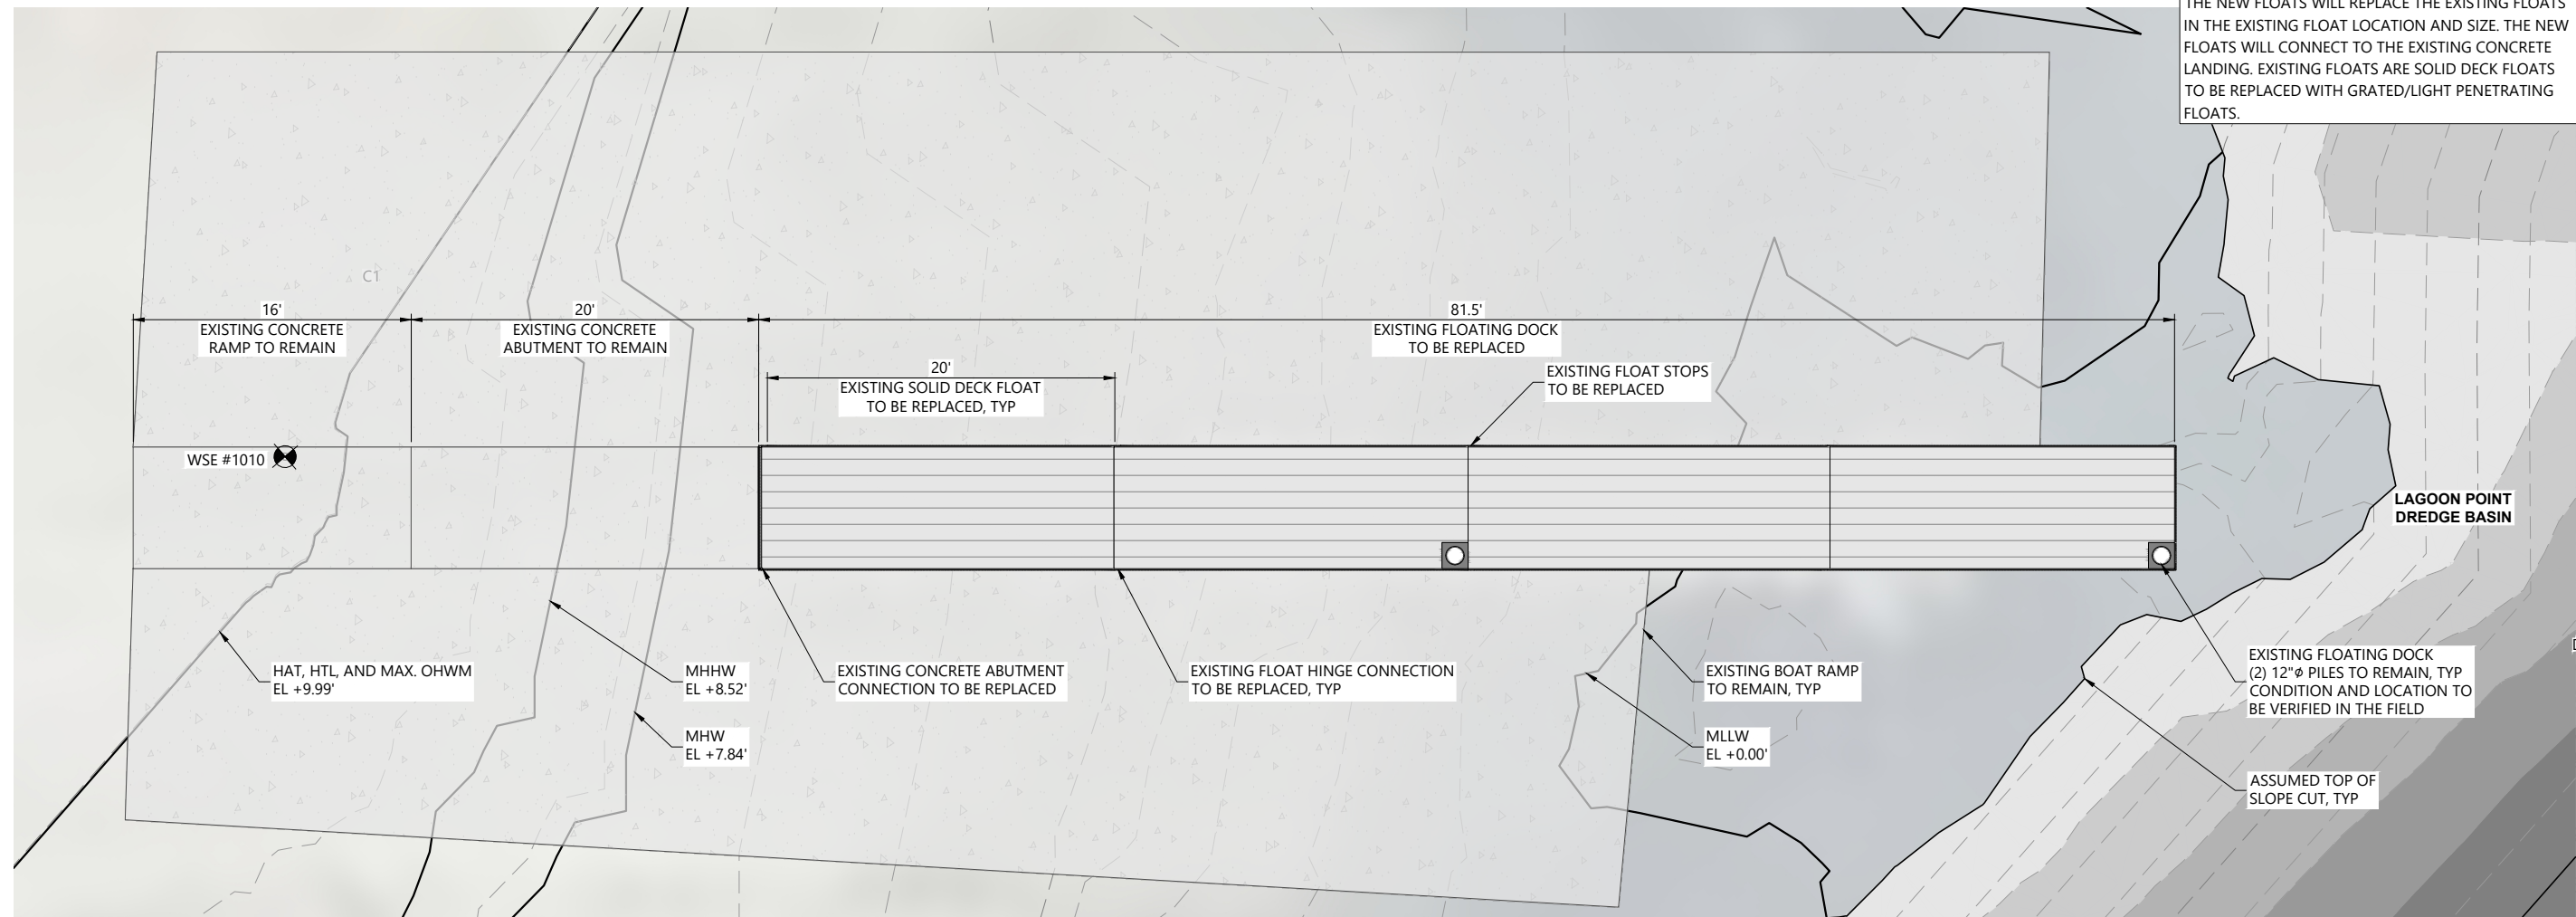 THE NEW FLOATS WILL REPLACE THE EXISTING FLOATS
IN THE EXISTING FLOAT LOCATION AND SIZE. THE NEW
FLOATS WILL CONNECT TO THE EXISTING CONCRETE
LANDING. EXISTING FLOATS ARE SOLID DECK FLOATS
TO BE REPLACED WITH GRATED/LIGHT PENETRATING
FLOATS.
C1
16'
EXISTING CONCRETE
RAMP TO REMAIN
20'
EXISTING CONCRETE
ABUTMENT TO REMAIN
81.5'
EXISTING FLOATING DOCK
TO BE REPLACED
20'
EXISTING SOLID DECK FLOAT
TO BE REPLACED, TYP
EXISTING FLOAT STOPS
TO BE REPLACED
WSE #1010
LAGOON POINT
DREDGE BASIN
HAT, HTL, AND MAX. OHWM
EL +9.99'
MHHW
EL +8.52'
MHW
EL +7.84'
EXISTING CONCRETE ABUTMENT
CONNECTION TO BE REPLACED
EXISTING FLOAT HINGE CONNECTION
TO BE REPLACED, TYP
EXISTING BOAT RAMP
TO REMAIN, TYP
MLLW
EL +0.00'
EXISTING FLOATING DOCK
(2) 12"ø PILES TO REMAIN, TYP
CONDITION AND LOCATION TO
BE VERIFIED IN THE FIELD
ASSUMED TOP OF
SLOPE CUT, TYP